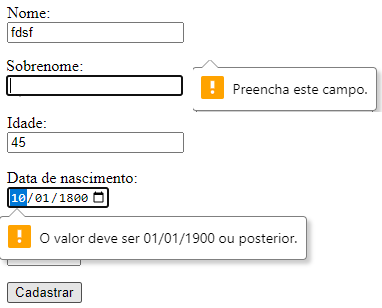 Nome:
fdsf
Sobrenome:
Preencha este campo.
Idade:
45
Data de nascimento:
10/01/1800
O valor deve ser 01/01/1900 ou posterior.
Cadastrar